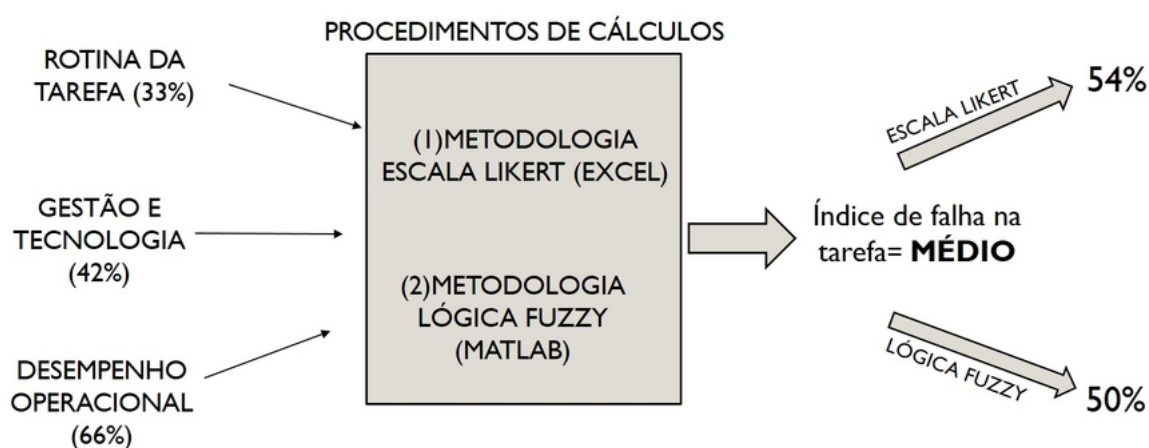 PROCEDIMENTOS DE CÁLCULOS
ROTINA DA
TAREFA (33%)
GESTÃO E
TECNOLOGIA
(42%)
DESEMPENHO
OPERACIONAL
(66%)
(1)METODOLOGIA
ESCALA LIKERT (EXCEL)
(2)METODOLOGIA
LÓGICA FUZZY
(MATLAB)
Índice de falha na
tarefa= MÉDIO
ESCALA LIKERT
54%
LÓGICA FUZZY
50%